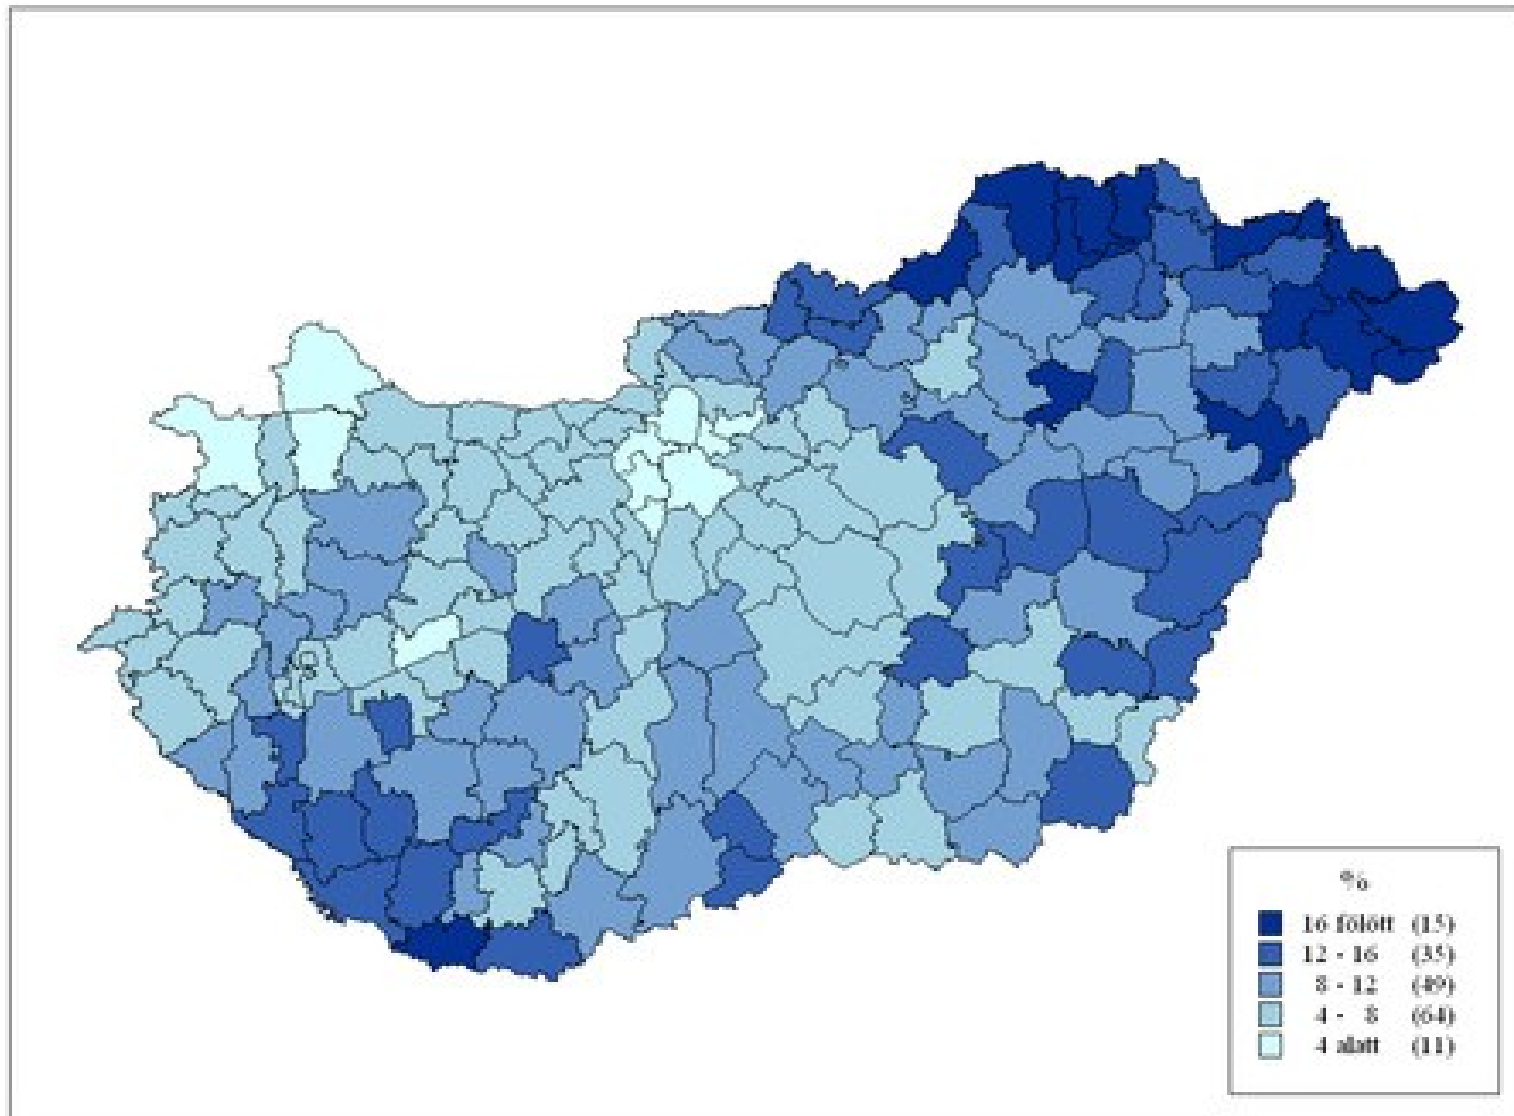 %
16 fölött (15)
12 - 16 (35)
8 - 12 (49)
4 - 8 (64)
4 alatt (11)